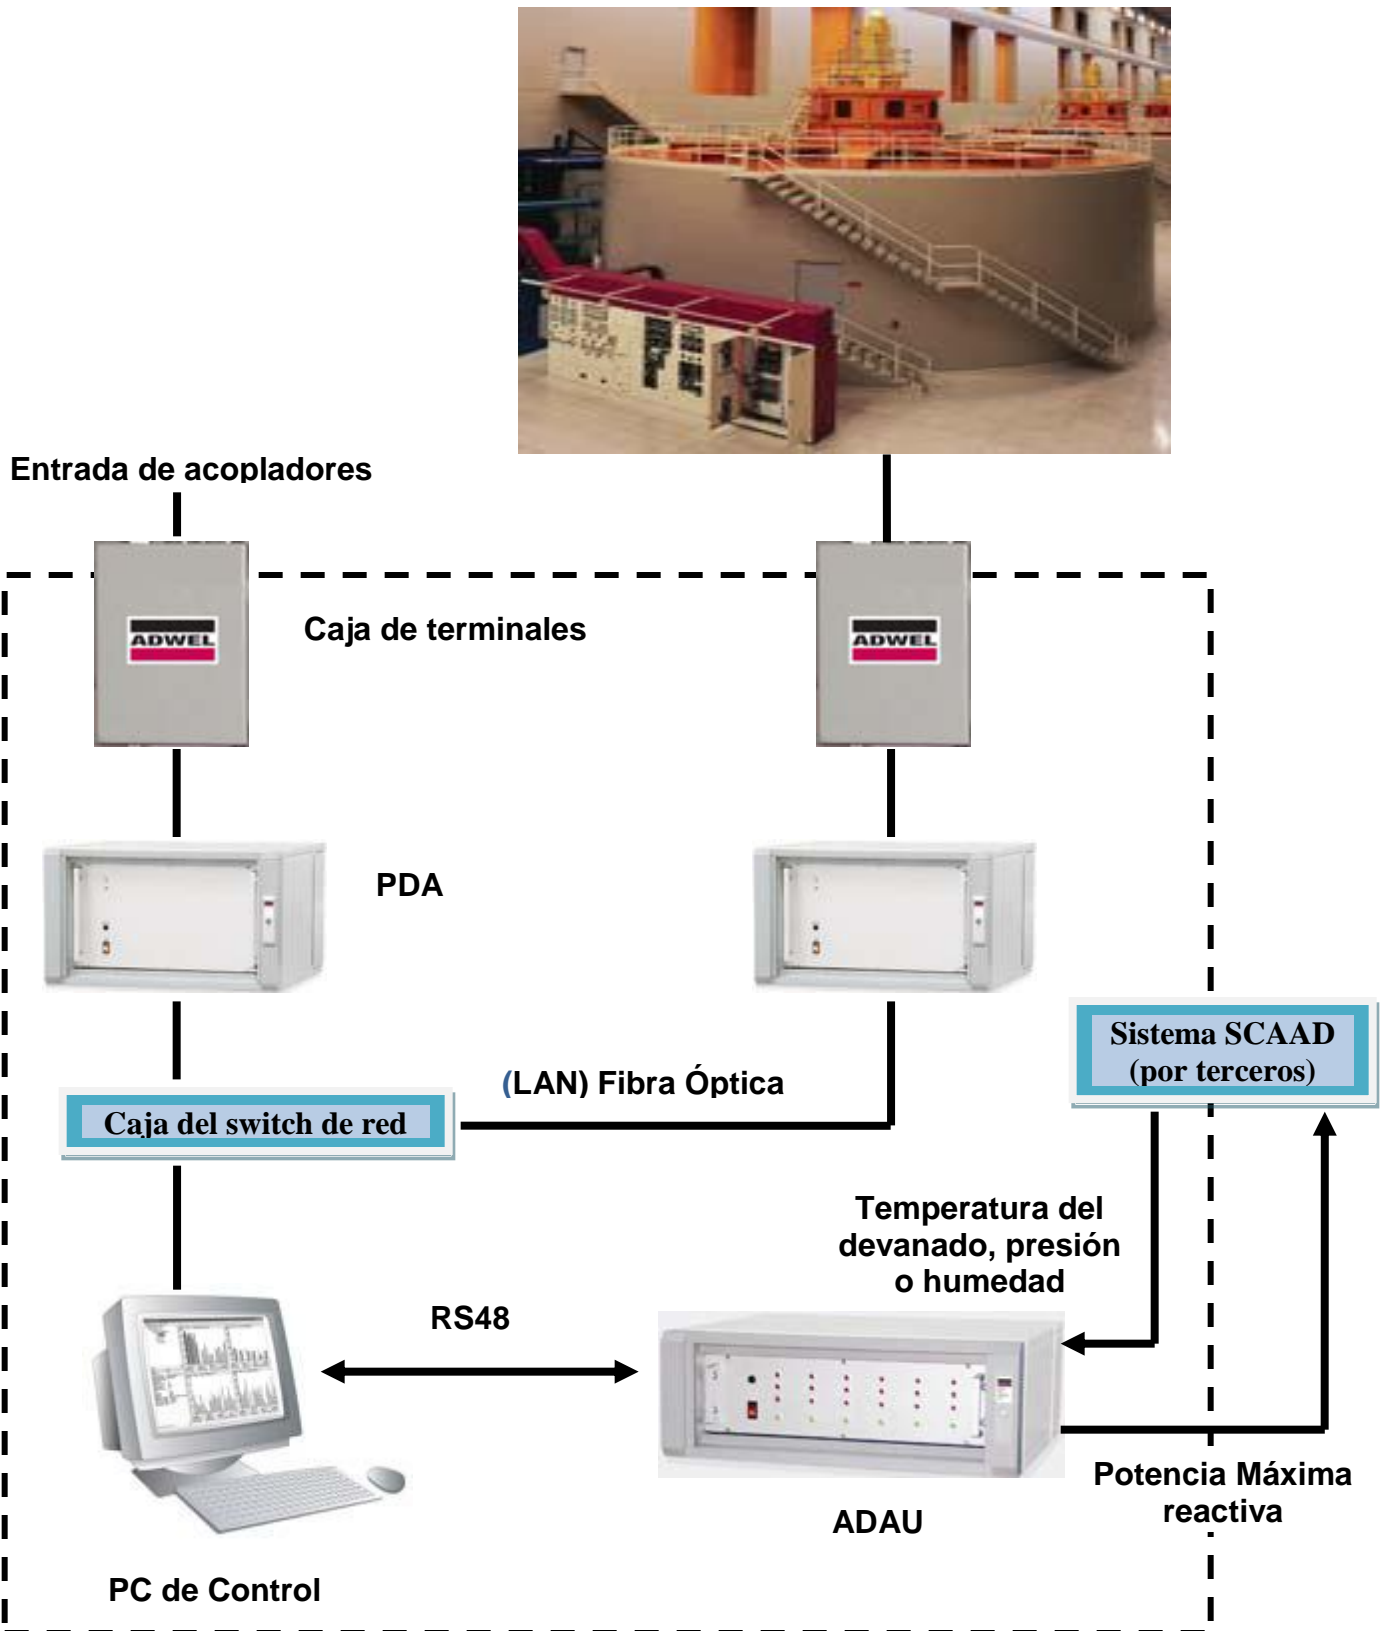 Entrada de acopladores
ADWEL
Caja de terminales
ADWEL
PDA
Sistema SCAAD
(por terceros)
(LAN) Fibra Óptica
Caja del switch de red
Temperatura del
devanado, presión
o humedad
RS48
Potencia Máxima
reactiva
ADAU
PC de Control